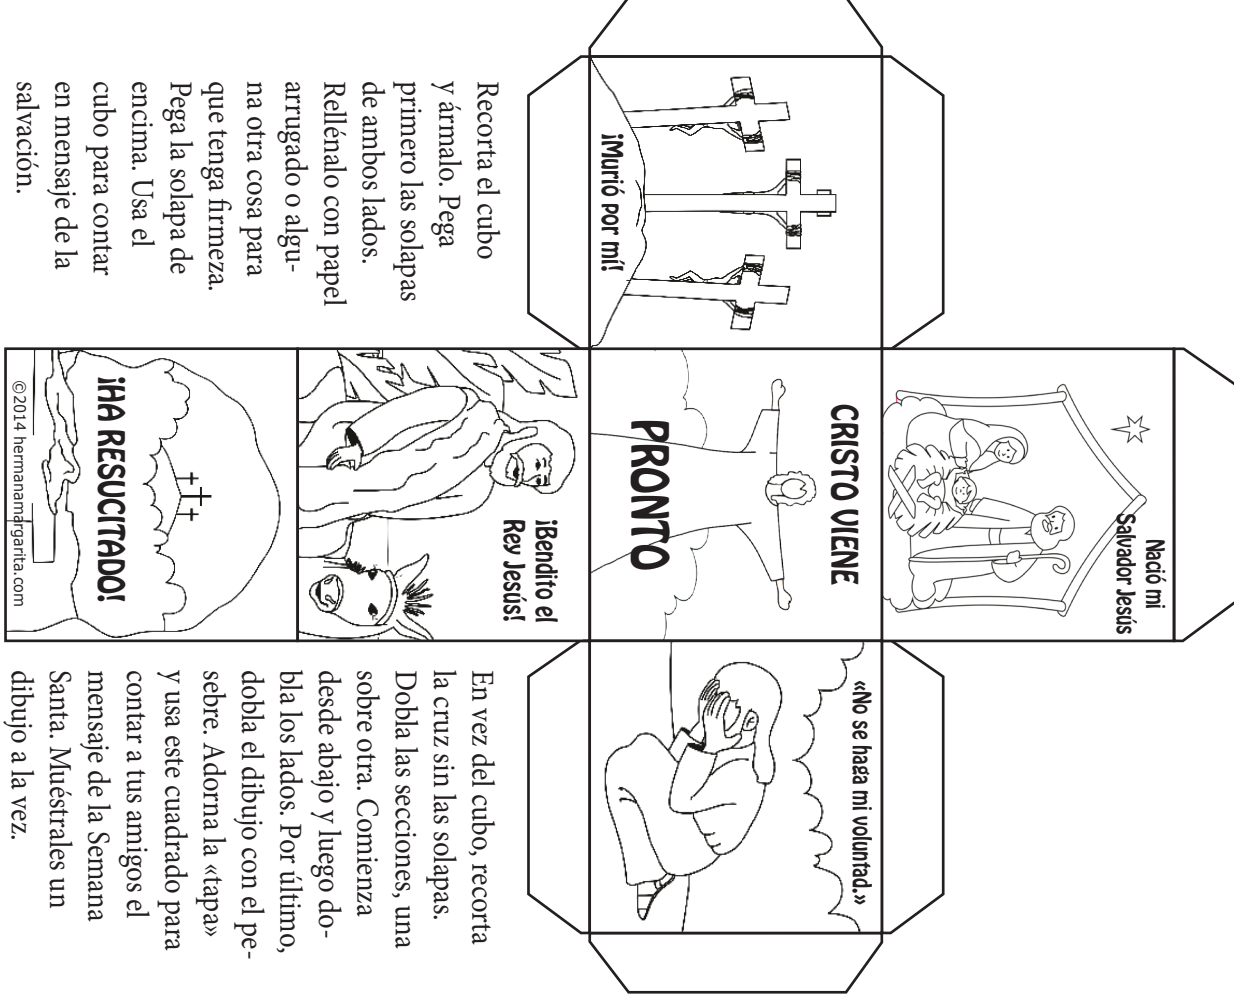 Nació mi
Salvador Jesús
¡Murió por mí!
CRISTO VIENE
PRONTO
«No se haga mi voluntad.»
¡Bendito el
Rey Jesús!
Recorta el cubo
y ármalo. Pega
primero las solapas
de ambos lados.
Rellénalo con papel
arrugado o algu-
na otra cosa para
que tenga firmeza.
Pega la solapa de
encima. Usa el
cubo para contar
en mensaje de la
salvación.
En vez del cubo, recorta
la cruz sin las solapas.
Dobla las secciones, una
sobre otra. Comienza
desde abajo y luego do-
bla los lados. Por último,
dobla el dibujo con el pe-
sebre. Adorna la «tapa»
y usa este cuadrado para
contar a tus amigos el
mensaje de la Semana
Santa. Muéstrales un
dibujo a la vez.
¡HA RESUCITADO!
©2014 hermanamargarita.com